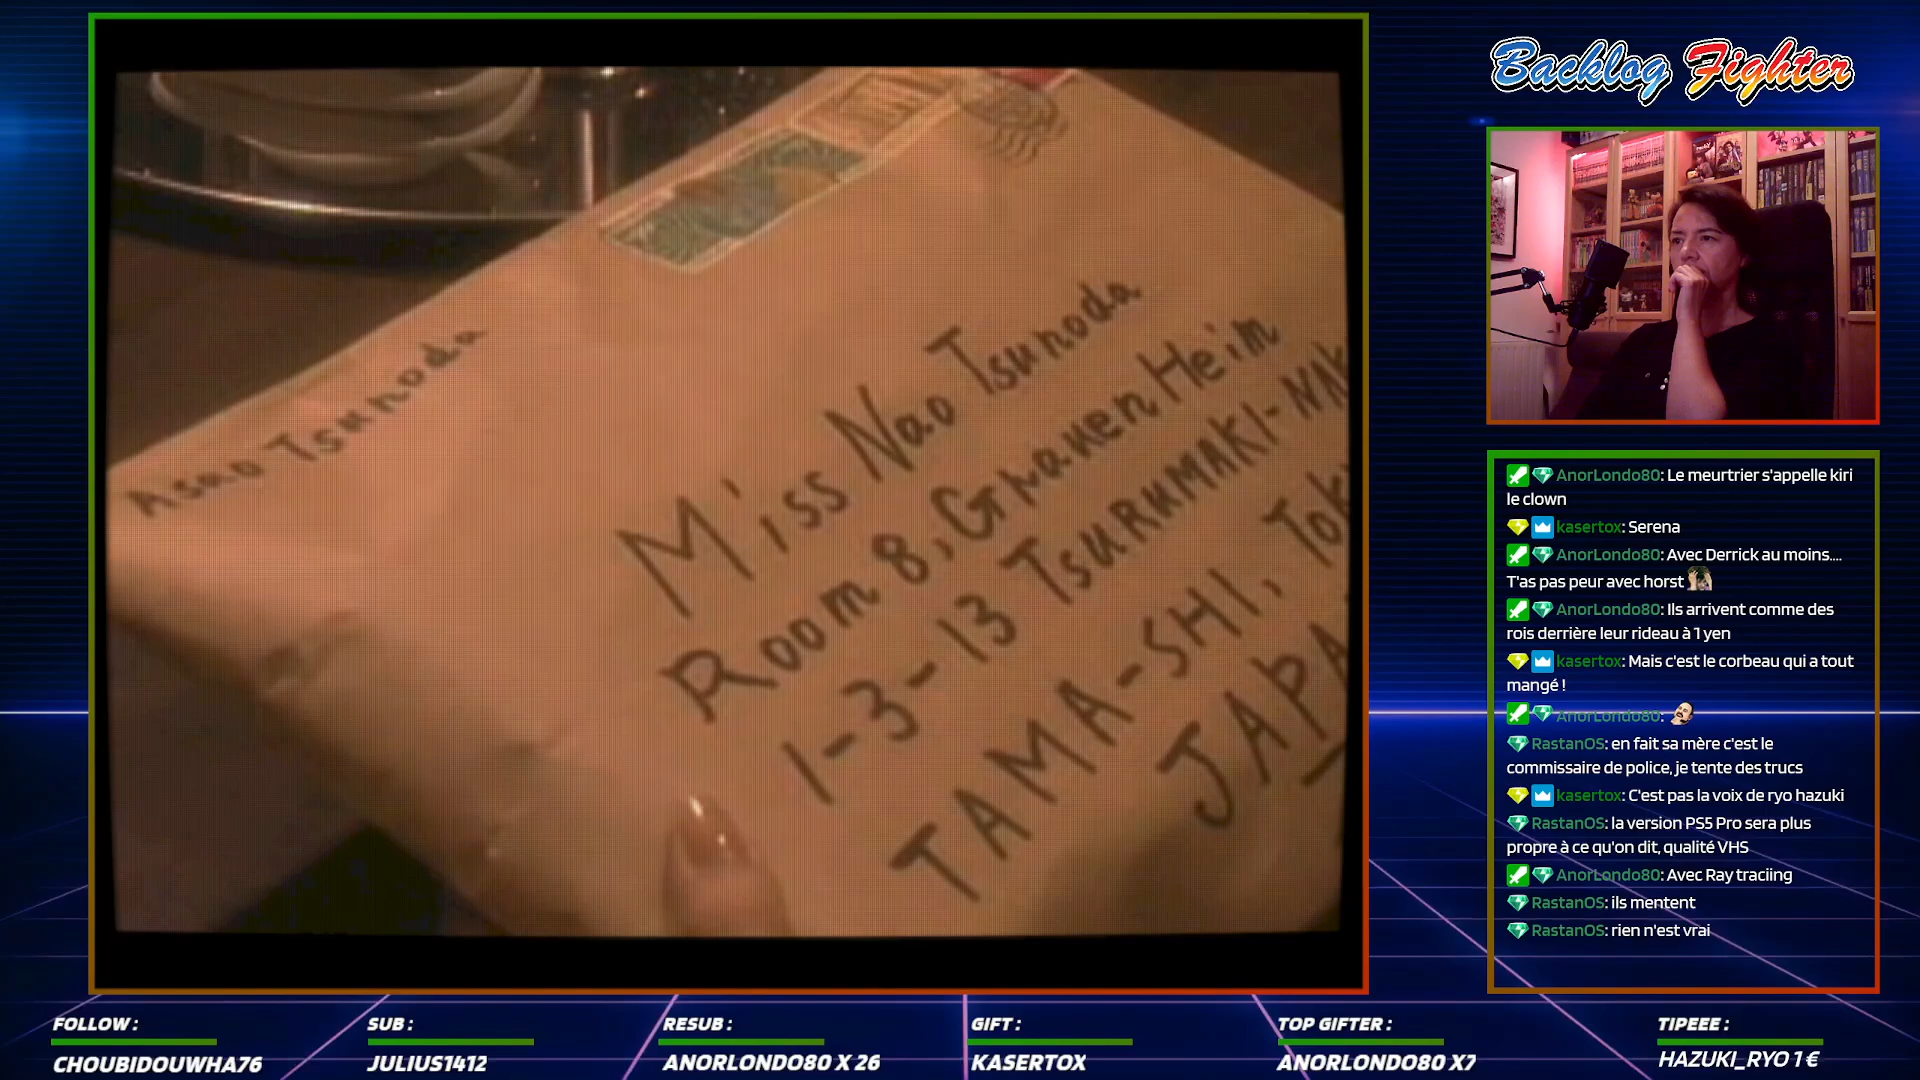 Backlog Fighter
Asao Tsunoda
Miss Nao Tsunoda
Room 8, Grauen Heim
1-3-13 TSURUMAKI-NAK
TAMA-SHI, Tok
JAPA
AnorLondo80: Le meurtrier s'appelle kiri
le clown
kasertox: Serena
AnorLondo80: Avec Derrick au moins....
T'as pas peur avec horst
AnorLondo80: Ils arrivent comme des
rois derrière leur rideau à 1 yen
kasertox: Mais c'est le corbeau qui a tout
mangé !
AnorLondo80:
RastanOS: en fait sa mère c'est le
commissaire de police, je tente des trucs
kasertox: C'est pas la voix de ryo hazuki
RastanOS: la version PS5 Pro sera plus
propre à ce qu'on dit, qualité VHS
AnorLondo80: Avec Ray traciing
RastanOS: ils mentent
RastanOS: rien n'est vrai
FOLLOW : SUB : RESUB : GIFT : TOP GIFTER : TIPEEE :
CHOUBIDOUWHA76 JULIUS1412 ANORLONDO80 X 26 KASERTOX ANORLONDO80 X7 HAZUKI_RYO 1 €